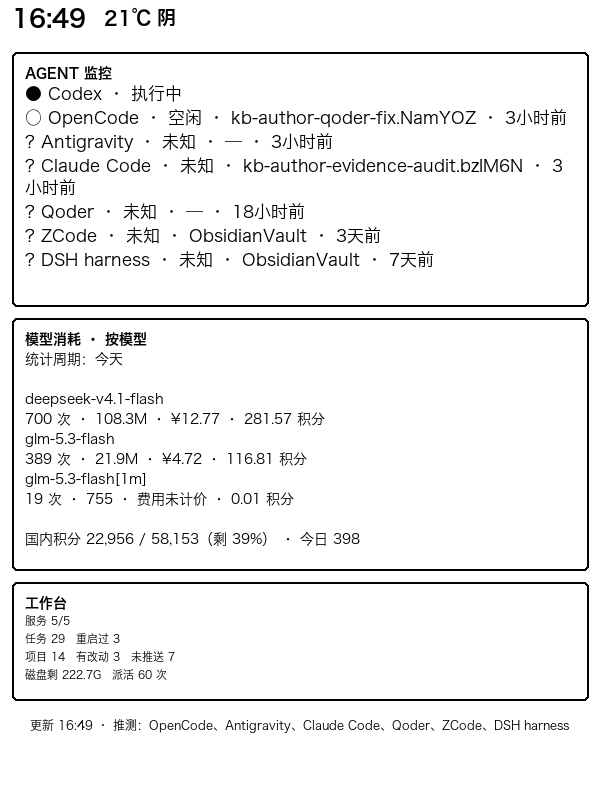 16:49 21℃ 阴
AGENT 监控
● Codex · 执行中
○ OpenCode · 空闲 · kb-author-qoder-fix.NamYOZ · 3小时前
? Antigravity · 未知 · — · 3小时前
? Claude Code · 未知 · kb-author-evidence-audit.bzlM6N · 3
小时前
? Qoder · 未知 · — · 18小时前
? ZCode · 未知 · ObsidianVault · 3天前
? DSH harness · 未知 · ObsidianVault · 7天前
模型消耗 · 按模型
统计周期：今天
deepseek-v4.1-flash
700 次 · 108.3M · ¥12.77 · 281.57 积分
glm-5.3-flash
389 次 · 21.9M · ¥4.72 · 116.81 积分
glm-5.3-flash[1m]
19 次 · 755 · 费用未计价 · 0.01 积分
国内积分 22,956 / 58,153（剩 39%） · 今日 398
工作台
服务 5/5
任务 29 重启过 3
项目 14 有改动 3 未推送 7
磁盘剩 222.7G 派活 60 次
更新 16:49 · 推测：OpenCode、Antigravity、Claude Code、Qoder、ZCode、DSH harness